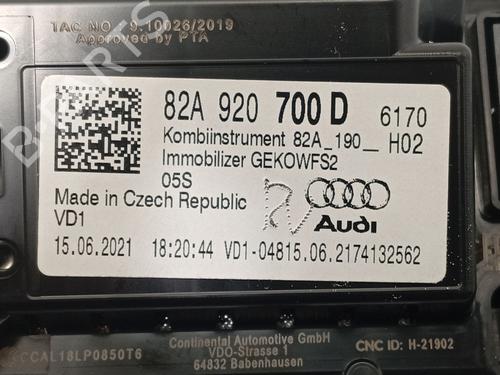 TAC NO 9.10026/2019
Approved by PTA
82A 920 700 D 6170
Kombiinstrument 82A_190__ H02
Immobilizer GEKOWFS2
05S
Made in Czech Republic
VD1
Audi
15.06.2021 18:20:44 VD1-04815.06.2174132562
CCAL18LP0850T6
Continental Automotive GmbH
VDO-Strasse 1
64832 Babenhausen
CNC ID: H-21902